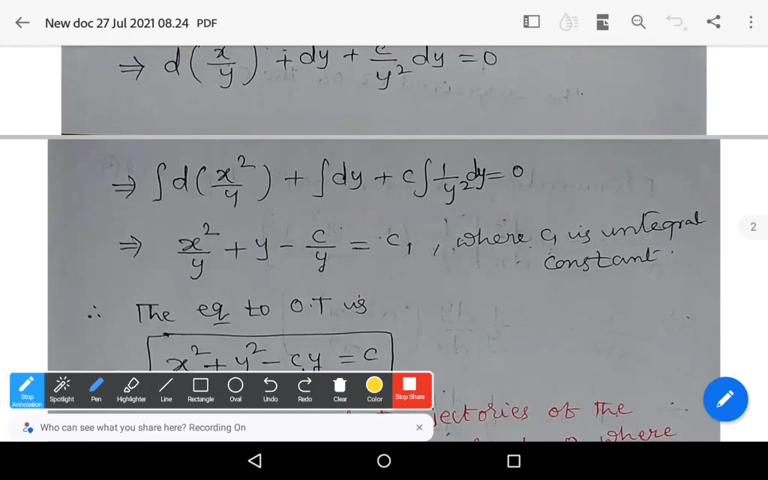 New doc 27 Jul 2021 08.24 PDF
⇒ d(x/y) + dy + c/y² dy = 0
⇒ ∫d(x²/y) + ∫dy + c∫1/y² dy = 0
2
⇒ x²/y + y - c/y = c₁, where c₁ is integral
constant.
∴ The eq to O.T is
x² + y² - c₁y = c
Stop Annotation Spotlight Pen Highlighter Line Rectangle Oval Undo Redo Clear Color Stop Share
jectories of the
Who can see what you share here? Recording On
where